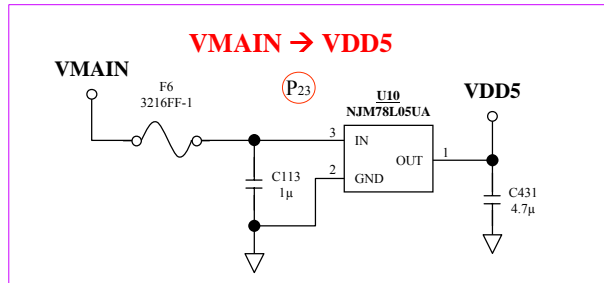 VMAIN → VDD5
VMAIN
F6
3216FF-1
P23
U10
NJM78L05UA
VDD5
3
IN
OUT
1
2
GND
C113
1µ
C431
4.7µ